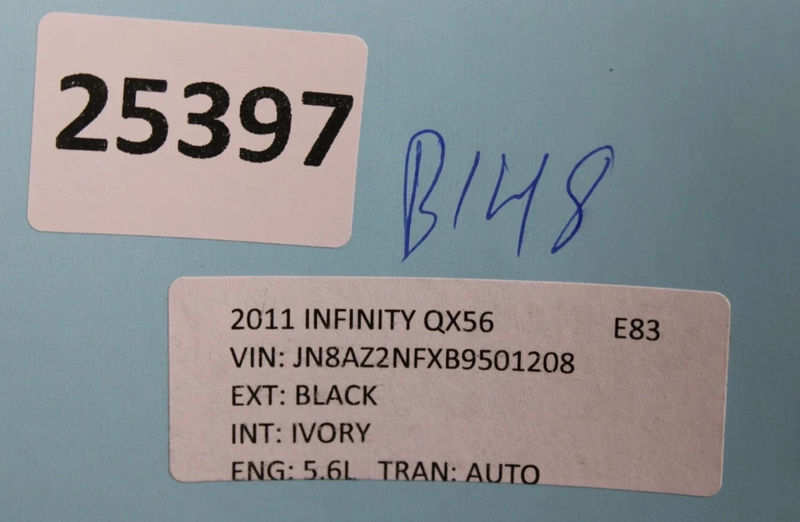 25397
B148
2011 INFINITY QX56 E83
VIN: JN8AZ2NFXB9501208
EXT: BLACK
INT: IVORY
ENG: 5.6L TRAN: AUTO